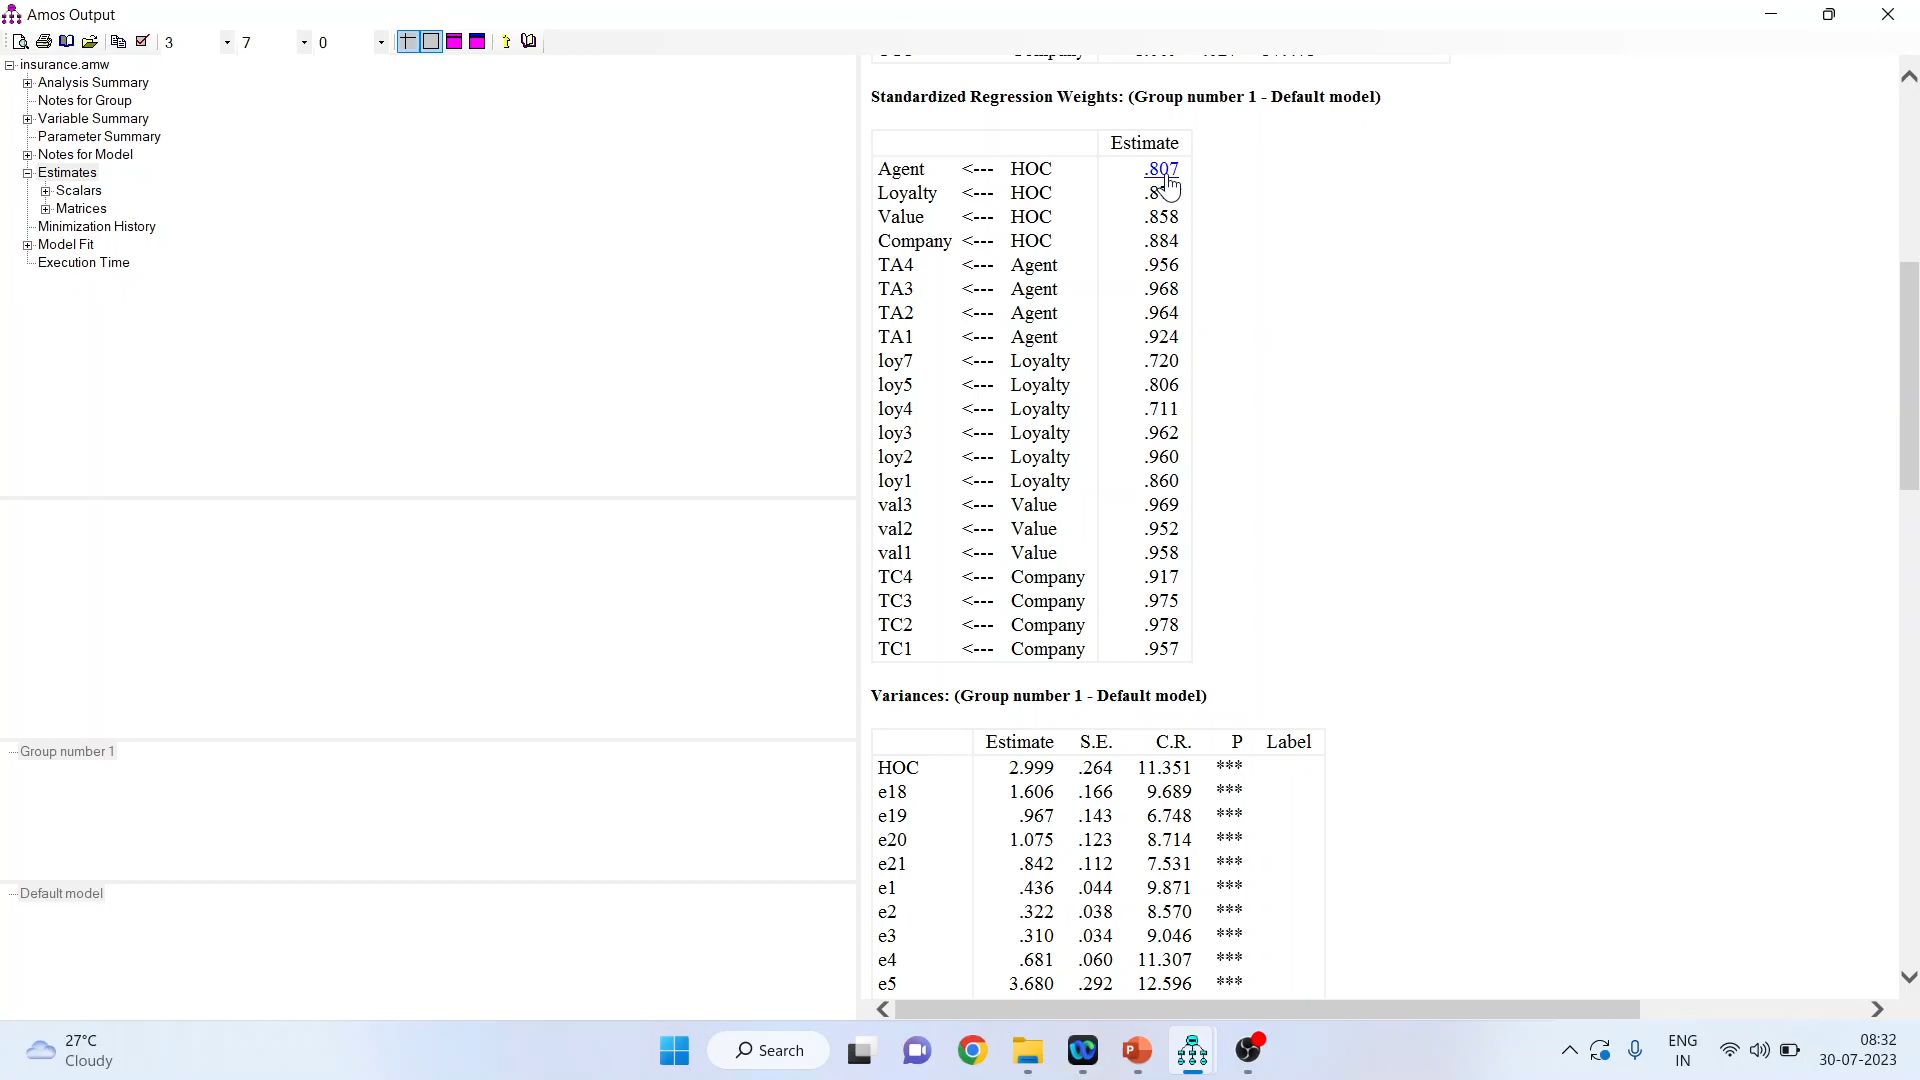 Amos Output
3 7 0
insurance.amw
Analysis Summary
Notes for Group
Variable Summary
Parameter Summary
Notes for Model
Estimates
Scalars
Matrices
Minimization History
Model Fit
Execution Time
Group number 1
Default model
Standardized Regression Weights: (Group number 1 - Default model)
Estimate
Agent <--- HOC .807
Loyalty <--- HOC
Value <--- HOC .858
Company <--- HOC .884
TA4 <--- Agent .956
TA3 <--- Agent .968
TA2 <--- Agent .964
TA1 <--- Agent .924
loy7 <--- Loyalty .720
loy5 <--- Loyalty .806
loy4 <--- Loyalty .711
loy3 <--- Loyalty .962
loy2 <--- Loyalty .960
loy1 <--- Loyalty .860
val3 <--- Value .969
val2 <--- Value .952
val1 <--- Value .958
TC4 <--- Company .917
TC3 <--- Company .975
TC2 <--- Company .978
TC1 <--- Company .957
Variances: (Group number 1 - Default model)
Estimate S.E. C.R. P Label
HOC 2.999 .264 11.351 ***
e18 1.606 .166 9.689 ***
e19 .967 .143 6.748 ***
e20 1.075 .123 8.714 ***
e21 .842 .112 7.531 ***
e1 .436 .044 9.871 ***
e2 .322 .038 8.570 ***
e3 .310 .034 9.046 ***
e4 .681 .060 11.307 ***
e5 3.680 .292 12.596 ***
27°C
Cloudy
Search
ENG
IN
08:32
30-07-2023